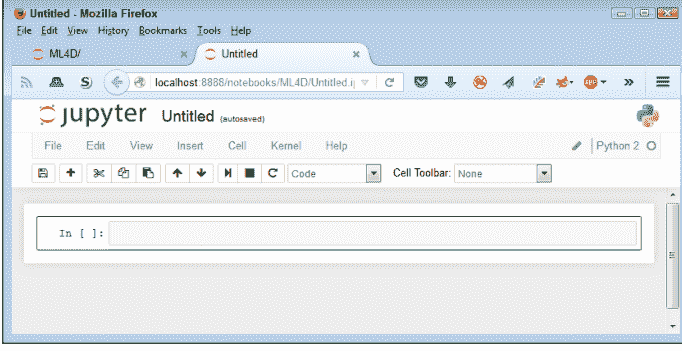 Untitled - Mozilla Firefox
File Edit View History Bookmarks Tools Help
ML4D/ × Untitled ×
localhost:8888/notebooks/ML4D/Untitled.i
jupyter Untitled (autosaved)
File Edit View Insert Cell Kernel Help Python 2
Code Cell Toolbar: None
In [ ]: